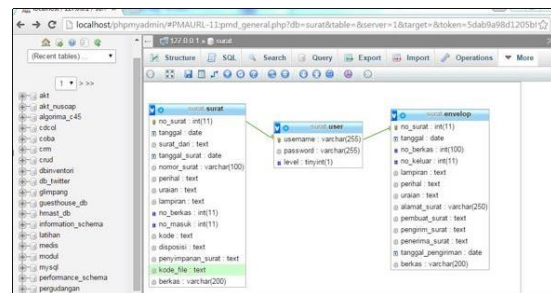 localhost/phpmyadmin/#PMAURL-11:pmd_general.php?db=surat&table=&server=1&target=&token=5dab9a98d1205b
127.0.0.1 » surat
Structure SQL Search Query Export Import Operations More
(Recent tables) ...
1 > >>
akt
akt_nusoap
algorima_c45
cdcol
coba
crm
crud
dbinventori
db_twitter
glimpang
guesthouse_db
hmast_db
information_schema
latihan
medis
modul
mysql
performance_schema
pergudangan
surat surat
no_surat : int(11)
tanggal : date
surat_dari : text
tanggal_surat : date
nomor_surat : varchar(100)
perihal : text
uraian : text
lampiran : text
no_berkas : int(11)
no_masuk : int(11)
kode : text
disposisi : text
penyimpanan_surat : text
kode_file : text
berkas : varchar(200)
surat user
username : varchar(255)
password : varchar(255)
level : tinyint(1)
surat envelop
no_surat : int(11)
tanggal : date
no_berkas : int(100)
no_keluar : int(11)
lampiran : text
perihal : text
uraian : text
alamat_surat : varchar(250)
pembuat_surat : text
pengirim_surat : text
penerima_surat : text
tanggal_pengiriman : date
berkas : varchar(200)